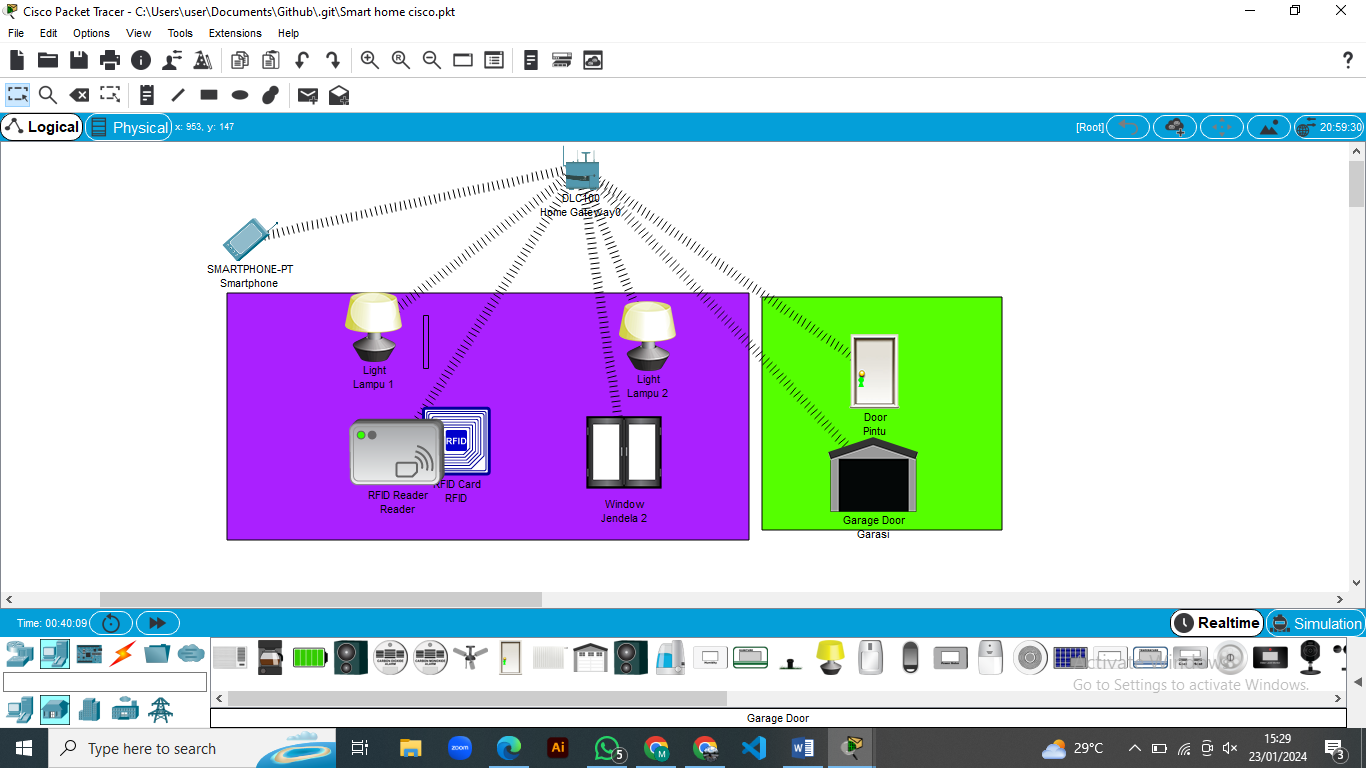 Cisco Packet Tracer - C:\Users\user\Documents\Github\.git\Smart home cisco.pkt
File Edit Options View Tools Extensions Help
Logical Physical x: 953, y: 147 [Root] 20:59:30
DLC100
Home Gateway0
SMARTPHONE-PT
Smartphone
Light
Lampu 1
Light
Lampu 2
Door
Pintu
RFID
RFID Card
RFID
RFID Reader
Reader
Window
Jendela 2
Garage Door
Garasi
Time: 00:40:09 Realtime Simulation
Activate Windows
Go to Settings to activate Windows.
Garage Door
Type here to search
zoom
Ai
5
M
29°C
15:29
23/01/2024
3